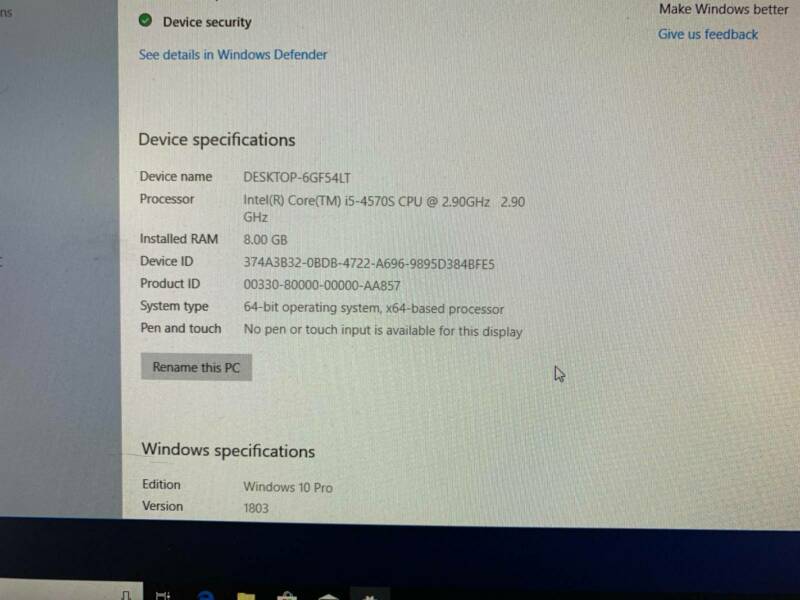 ns
Make Windows better
Device security
Give us feedback
See details in Windows Defender
Device specifications
Device name DESKTOP-6GF54LT
Processor Intel(R) Core(TM) i5-4570S CPU @ 2.90GHz 2.90
GHz
Installed RAM 8.00 GB
Device ID 374A3B32-0BDB-4722-A696-9895D384BFE5
Product ID 00330-80000-00000-AA857
System type 64-bit operating system, x64-based processor
Pen and touch No pen or touch input is available for this display
Rename this PC
Windows specifications
Edition Windows 10 Pro
Version 1803